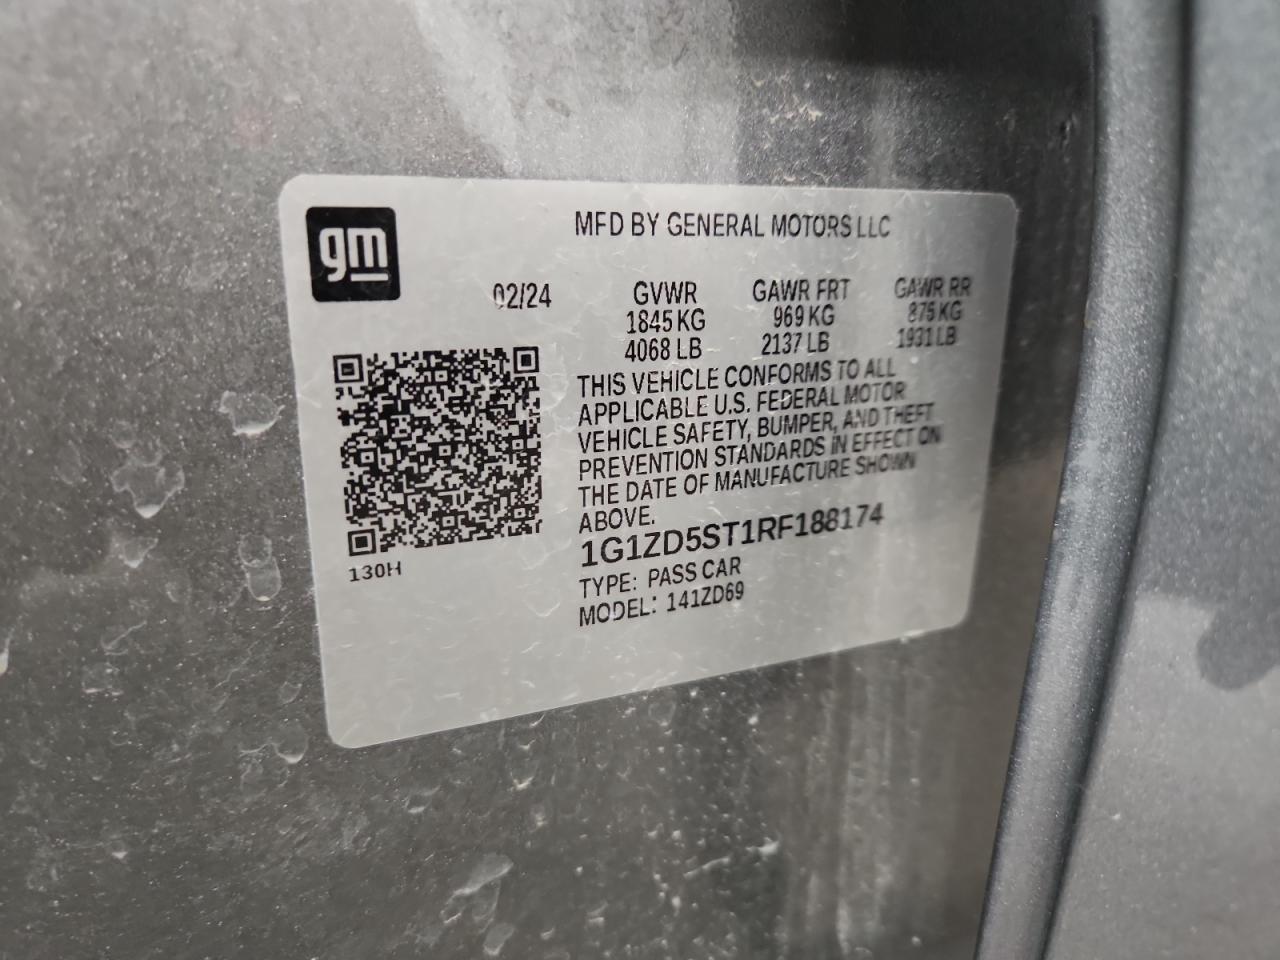 gm
MFD BY GENERAL MOTORS LLC
02/24 GVWR GAWR FRT GAWR RR
1845 KG 969 KG 876 KG
4068 LB 2137 LB 1931 LB
THIS VEHICLE CONFORMS TO ALL
APPLICABLE U.S. FEDERAL MOTOR
VEHICLE SAFETY, BUMPER, AND THEFT
PREVENTION STANDARDS IN EFFECT ON
THE DATE OF MANUFACTURE SHOWN
ABOVE.
1G1ZD5ST1RF188174
TYPE: PASS CAR
MODEL: 141ZD69
130H